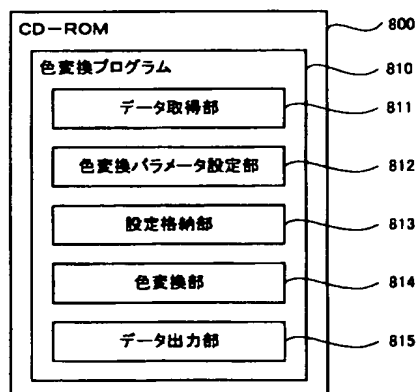 CD-ROM
800
色変換プログラム
810
データ取得部
811
色変換パラメータ設定部
812
設定格納部
813
色変換部
814
データ出力部
815